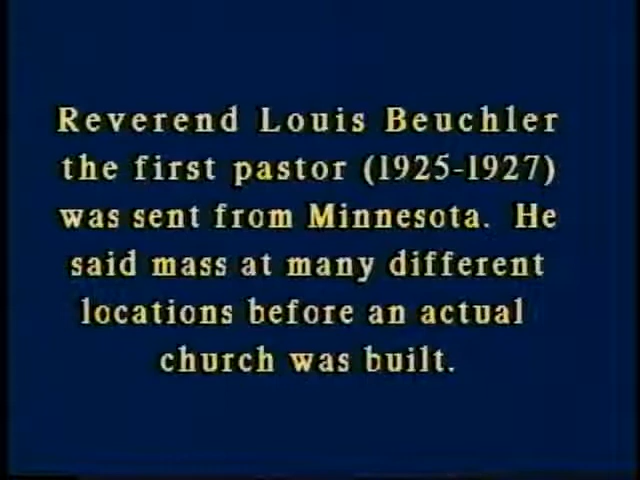 Reverend Louis Beuchler
the first pastor (1925-1927)
was sent from Minnesota.  He
said mass at many different
locations before an actual
church was built.